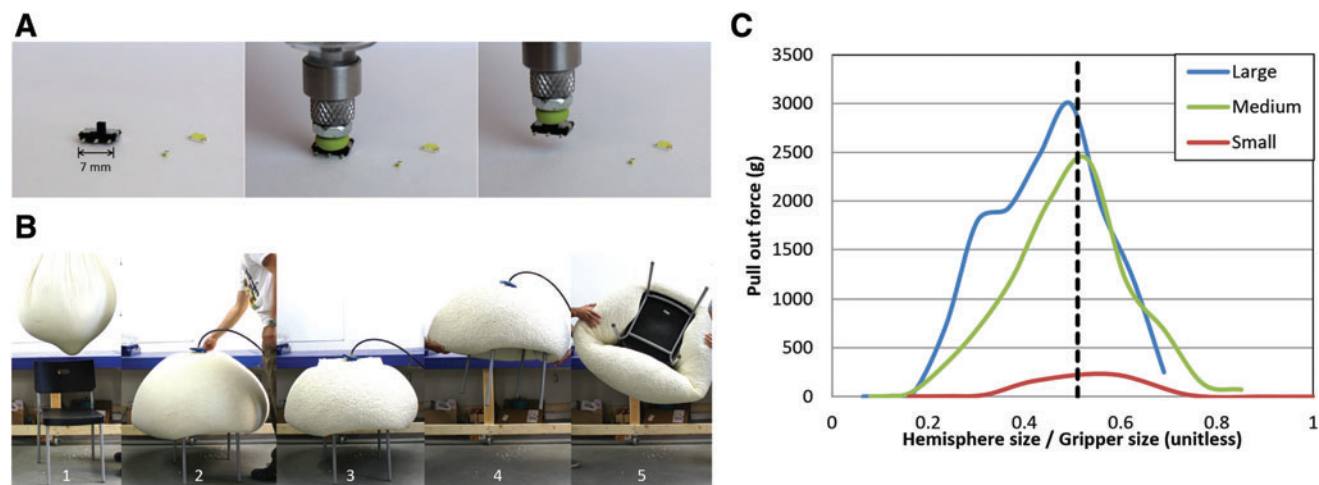 A
7 mm
B
1
2
3
4
5
C
3500
3000
2500
2000
1500
1000
500
0
Pull out force (g)
Large
Medium
Small
0
0.2
0.4
0.6
0.8
1
Hemisphere size / Gripper size (unitless)